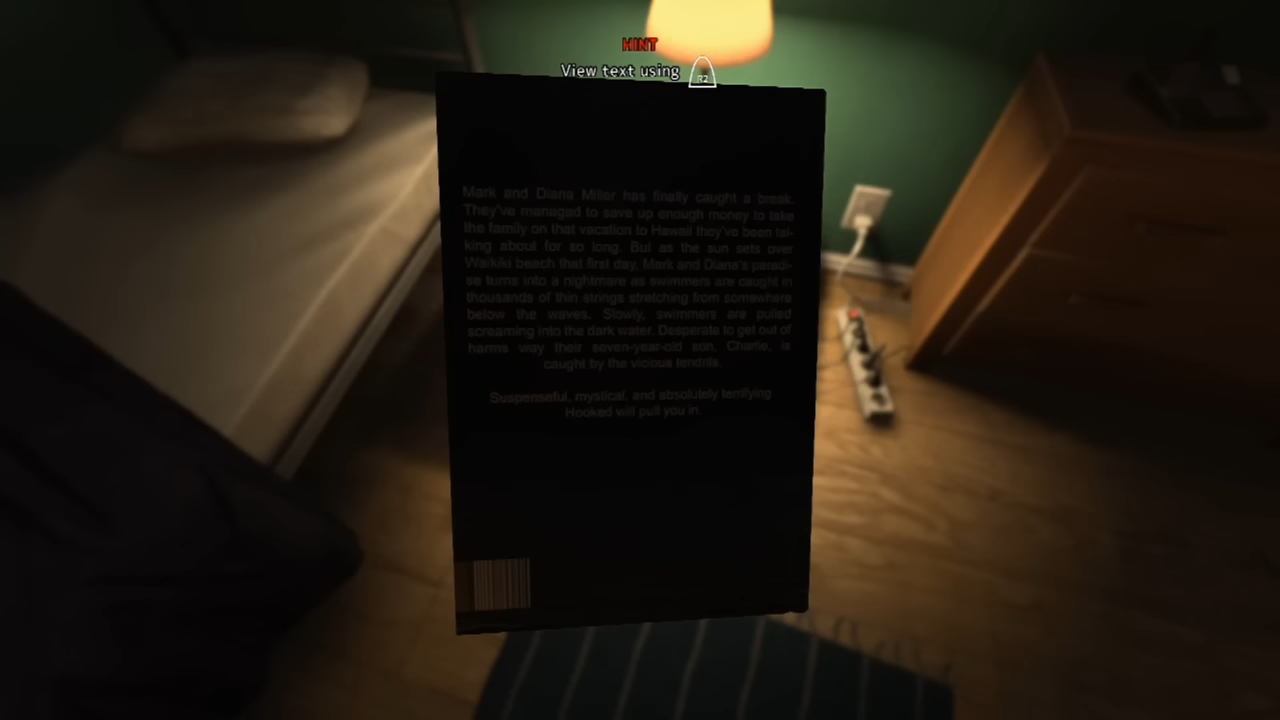 HINT
View text using R2
Mark and Diana Miller has finally caught a break.
They've managed to save up enough money to take
the family on that vacation to Hawaii they've been tal-
king about for so long. But as the sun sets over
Waikiki beach that first day, Mark and Diana's paradi-
se turns into a nightmare as swimmers are caught in
thousands of thin strings stretching from somewhere
below the waves. Slowly, swimmers are pulled
screaming into the dark water. Desperate to get out of
harms way their seven-year-old son, Charlie, is
caught by the vicious tendrils.
Suspenseful, mystical, and absolutely terrifying
Hooked will pull you in